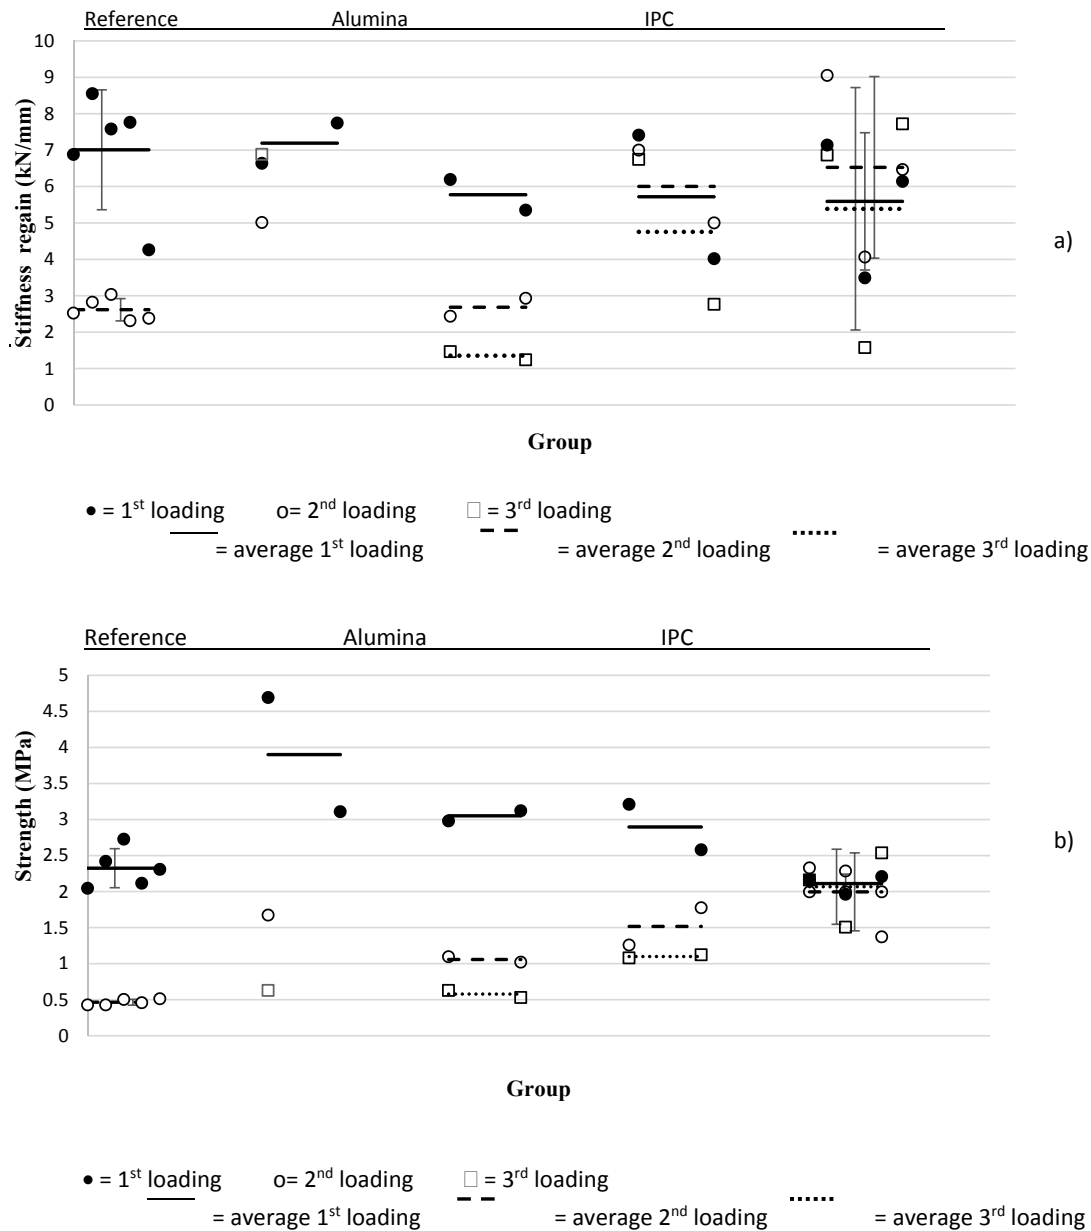 Reference Alumina IPC
10
9
8
7
6
5
4
3
2
1
0
Stiffness regain (kN/mm)
a)
Group
● = 1st loading o= 2nd loading □ = 3rd loading
= average 1st loading = average 2nd loading = average 3rd loading
Reference Alumina IPC
5
4.5
4
3.5
3
2.5
2
1.5
1
0.5
0
Strength (MPa)
b)
Group
● = 1st loading o= 2nd loading □ = 3rd loading
= average 1st loading = average 2nd loading = average 3rd loading